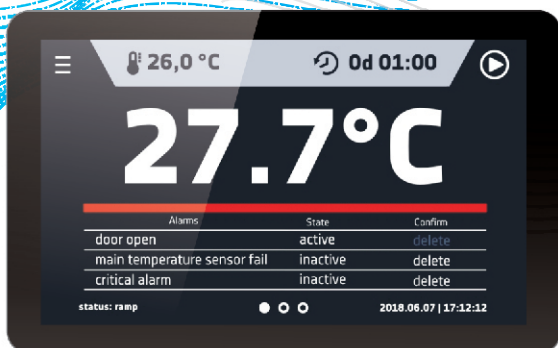 26,0 °C 0d 01:00
27.7°C
Alarms State Confirm
door open active delete
main temperature sensor fail inactive delete
critical alarm inactive delete
status: ramp 2018.06.07 | 17:12:12